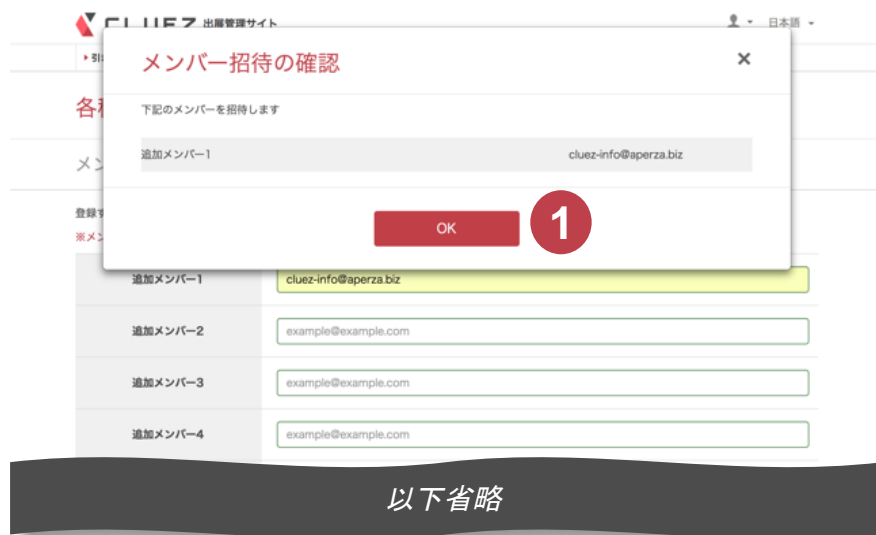 CLUEZ 出展管理サイト
日本語
メンバー招待の確認
×
下記のメンバーを招待します
追加メンバー1 cluez-info@aperza.biz
OK
1
各
メン
登録す
※メン
追加メンバー1 cluez-info@aperza.biz
追加メンバー2 example@example.com
追加メンバー3 example@example.com
追加メンバー4 example@example.com
以下省略